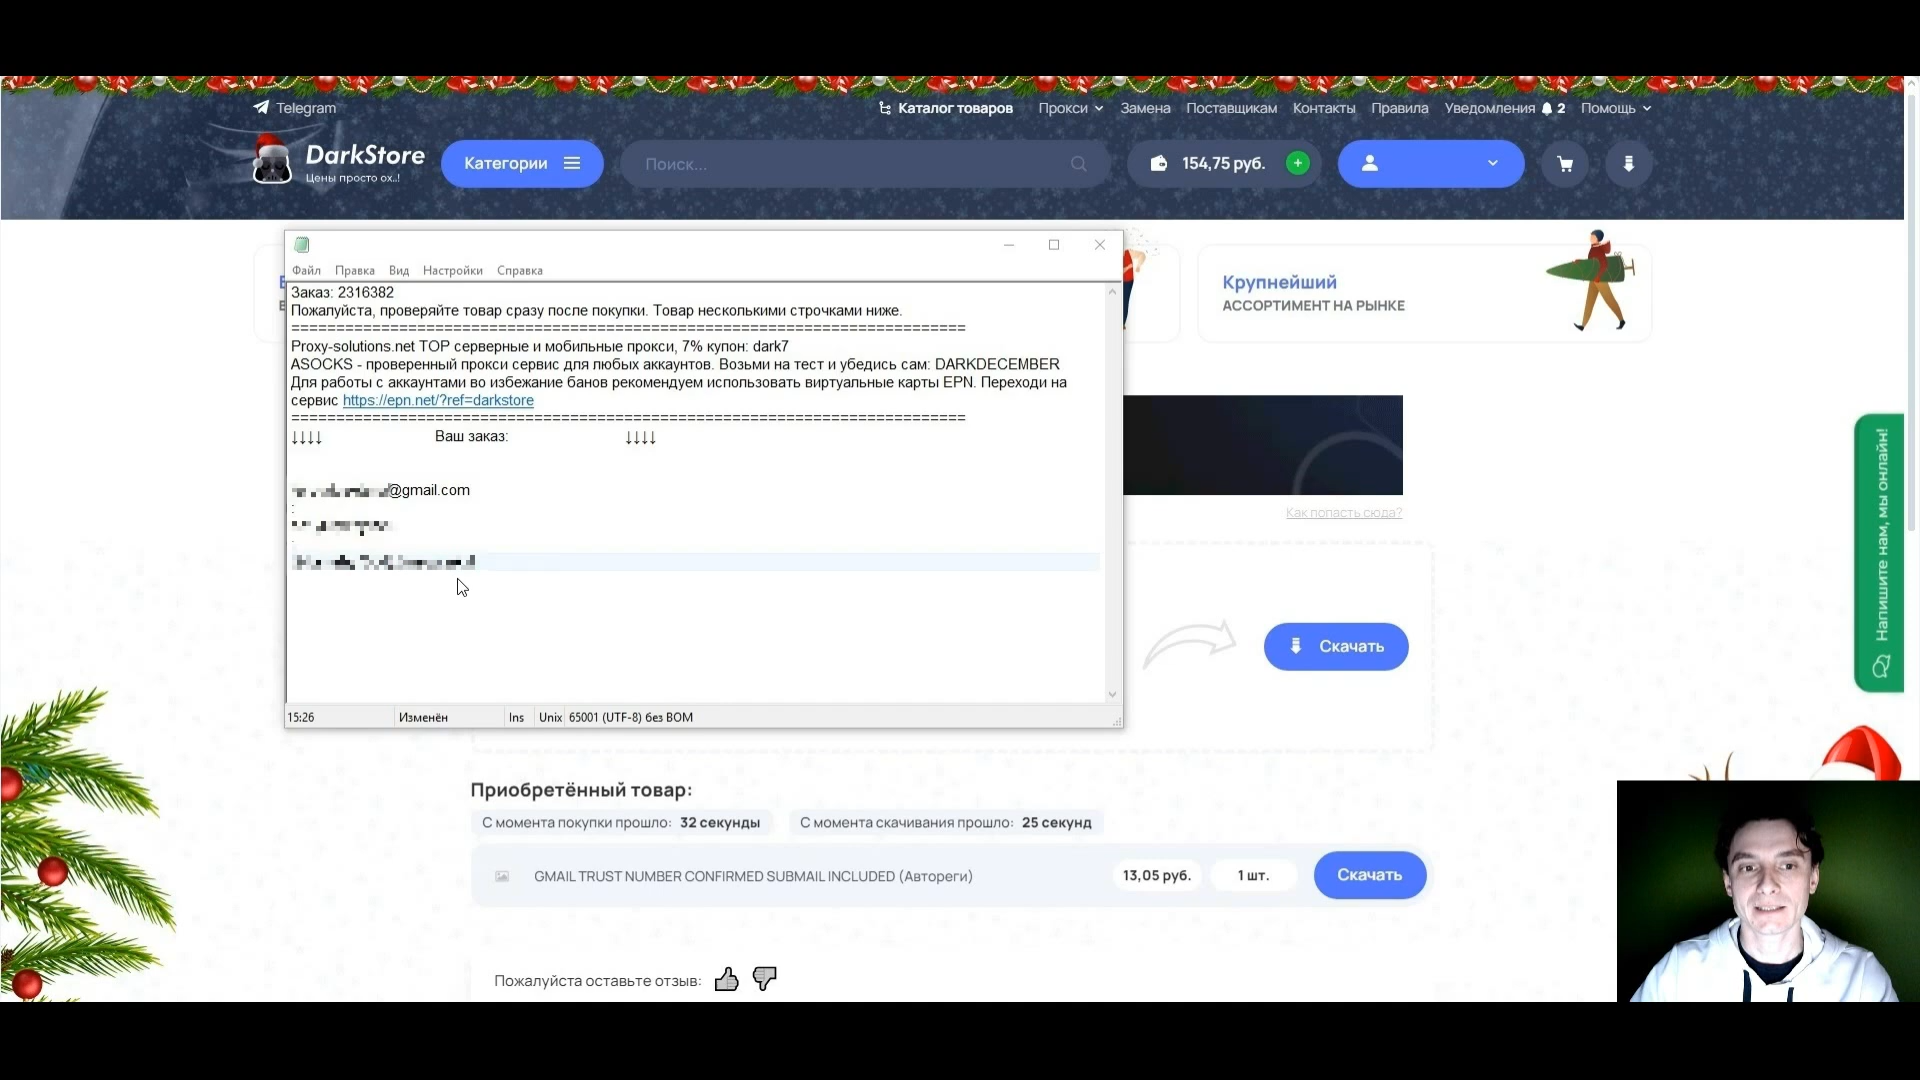 Telegram
Каталог товаров Прокси Замена Поставщикам Контакты Правила Уведомления 2 Помощь
DarkStore
Цены просто ох..!
Категории
Поиск...
154,75 руб.
Файл Правка Вид Настройки Справка
Заказ: 2316382
Пожалуйста, проверяйте товар сразу после покупки. Товар несколькими строчками ниже.
===========================================================================
Proxy-solutions.net TOP серверные и мобильные прокси, 7% купон: dark7
ASOCKS - проверенный прокси сервис для любых аккаунтов. Возьми на тест и убедись сам: DARKDECEMBER
Для работы с аккаунтами во избежание банов рекомендуем использовать виртуальные карты EPN. Переходи на
сервис https://epn.net/?ref=darkstore
===========================================================================
↓↓↓↓ Ваш заказ: ↓↓↓↓
@gmail.com
:
15:26 Изменён Ins Unix 65001 (UTF-8) без BOM
Крупнейший
АССОРТИМЕНТ НА РЫНКЕ
Как попасть сюда?
Скачать
Напишите нам, мы онлайн!
Приобретённый товар:
С момента покупки прошло: 32 секунды С момента скачивания прошло: 25 секунд
GMAIL TRUST NUMBER CONFIRMED SUBMAIL INCLUDED (Автореги) 13,05 руб. 1 шт. Скачать
Пожалуйста оставьте отзыв: